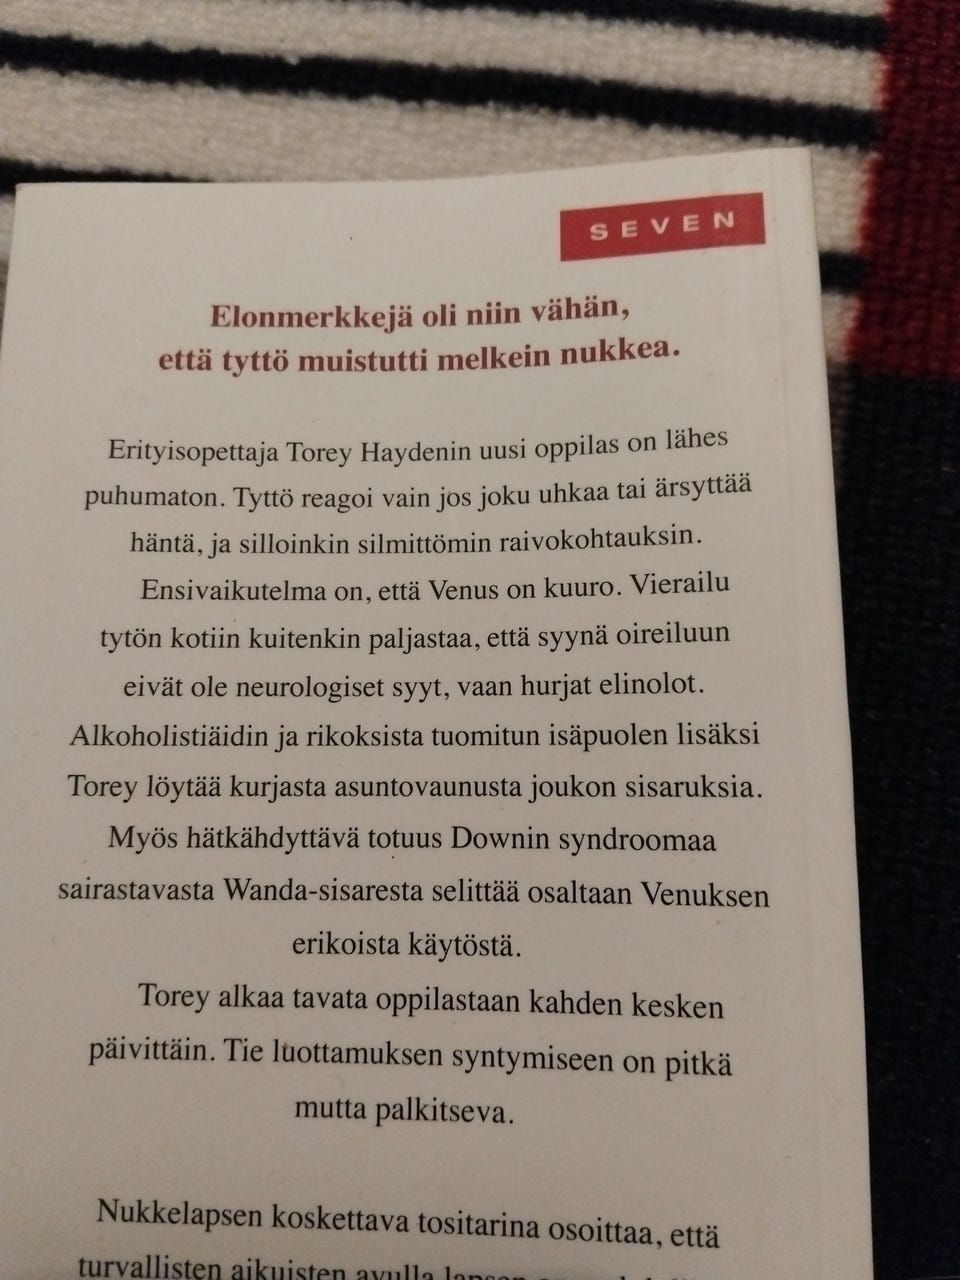 SEVEN
Elonmerkkejä oli niin vähän,
että tyttö muistutti melkein nukkea.
Erityisopettaja Torey Haydenin uusi oppilas on lähes
puhumaton. Tyttö reagoi vain jos joku uhkaa tai ärsyttää
häntä, ja silloinkin silmittömin raivokohtauksin.
Ensivaikutelma on, että Venus on kuuro. Vierailu
tytön kotiin kuitenkin paljastaa, että syynä oireiluun
eivät ole neurologiset syyt, vaan hurjat elinolot.
Alkoholistiäidin ja rikoksista tuomitun isäpuolen lisäksi
Torey löytää kurjasta asuntovaunusta joukon sisaruksia.
Myös hätkähdyttävä totuus Downin syndroomaa
sairastavasta Wanda-sisaresta selittää osaltaan Venuksen
erikoista käytöstä.
Torey alkaa tavata oppilastaan kahden kesken
päivittäin. Tie luottamuksen syntymiseen on pitkä
mutta palkitseva.
Nukkelapsen koskettava tositarina osoittaa, että
turvallisten aikuisten avulla lapsen